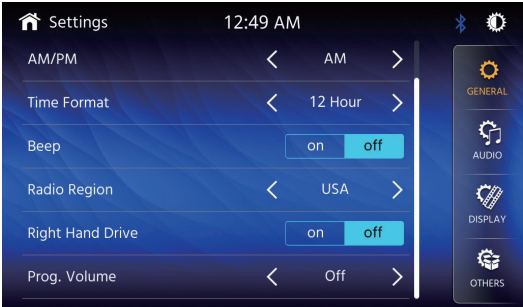 Settings 12:49 AM
AM/PM AM
Time Format 12 Hour
Beep on off
Radio Region USA
Right Hand Drive on off
Prog. Volume Off
GENERAL
AUDIO
DISPLAY
OTHERS